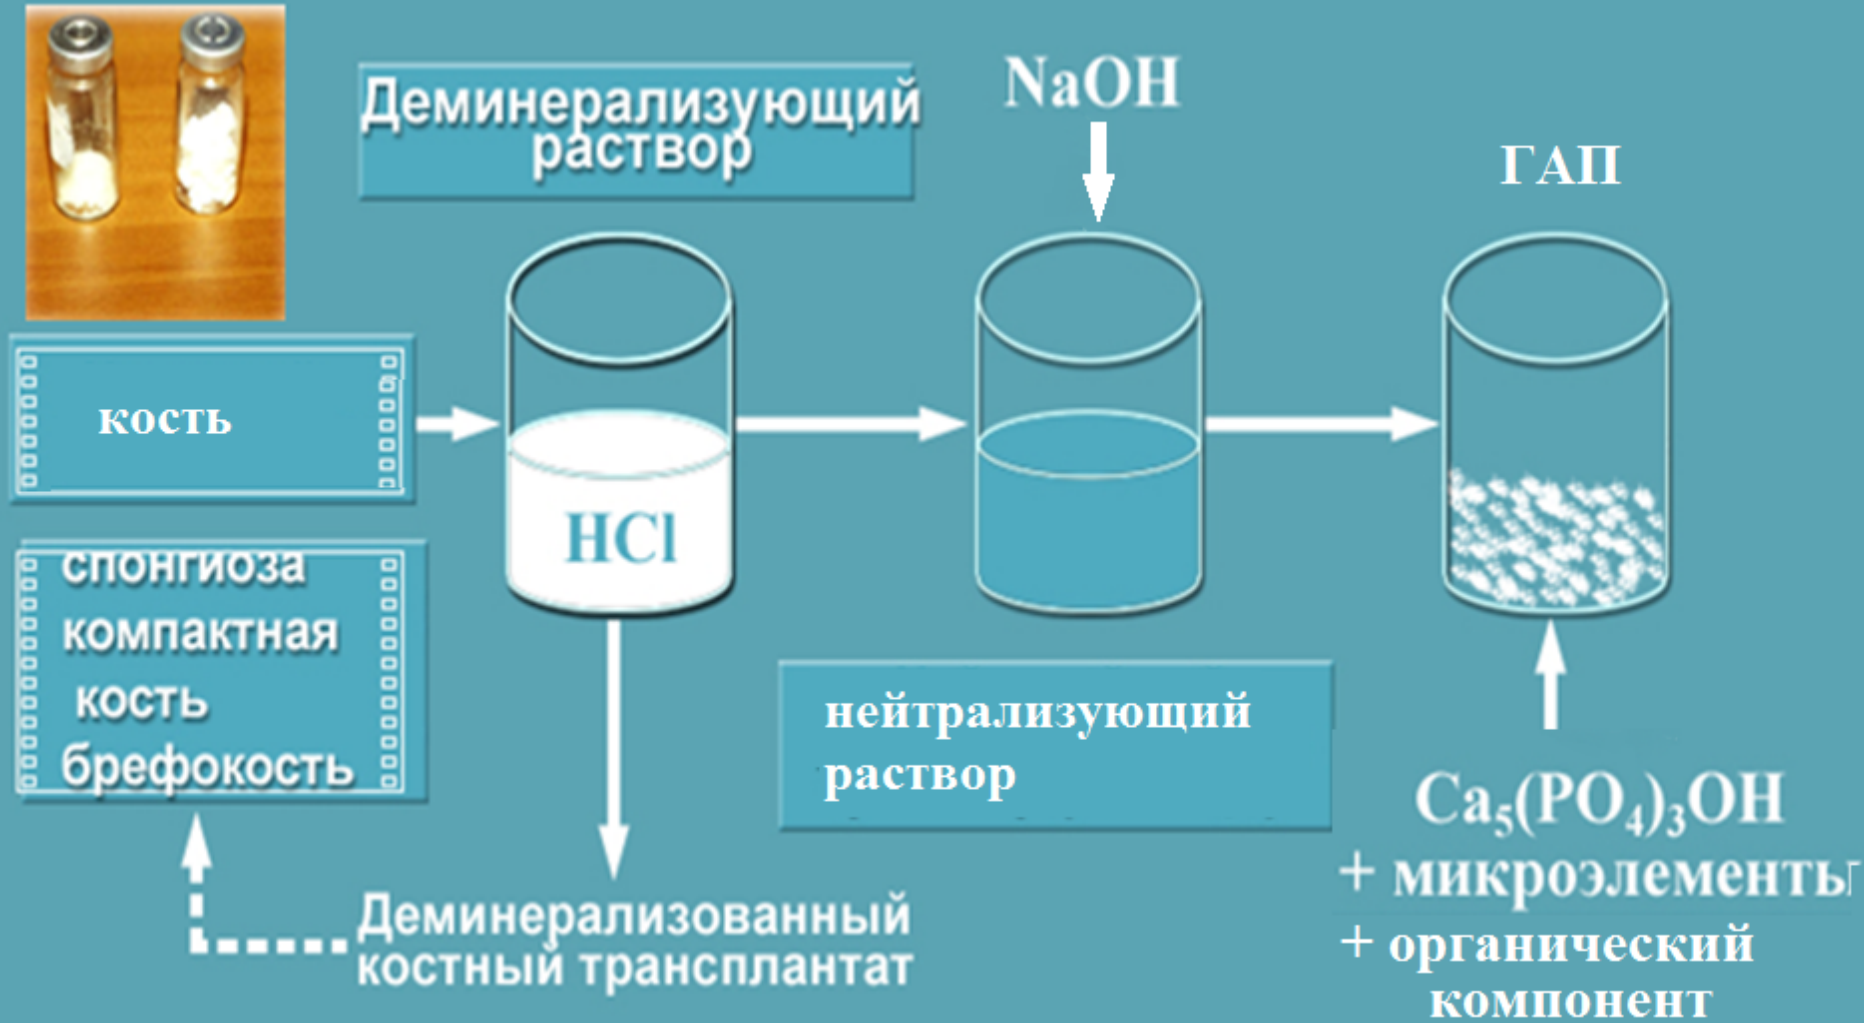 Деминерализующий
раствор
NaOH
ГАП
кость
HCl
спонгиоза
компактная
кость
брефокость
нейтрализующий
раствор
Ca₅(PO₄)₃OH
+ микроэлементы
+ органический
компонент
Деминерализованный
костный трансплантат